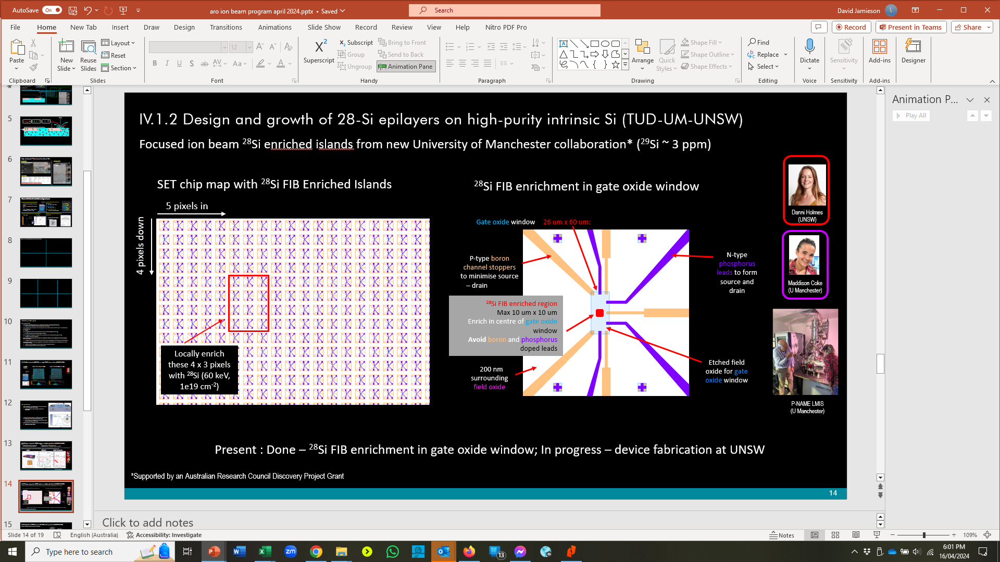 AutoSave On
aro ion beam program april 2024.pptx • Saved
Search
David Jamieson
File Home New Tab Insert Draw Design Transitions Animations Slide Show Record Review View Help Nitro PDF Pro
Record
Present in Teams
Share
Paste
Clipboard
New Slide
Reuse Slides
Layout
Reset
Section
Slides
12
Font
Superscript
Subscript
Group
Ungroup
Bring to Front
Send to Back
Animation Pane
Handy
Paragraph
Arrange
Quick Styles
Shape Fill
Shape Outline
Shape Effects
Drawing
Find
Replace
Select
Editing
Dictate
Voice
Sensitivity
Sensitivity
Add-ins
Add-ins
Designer
5
6
7
8
9
10
11
12
13
14
15
IV.1.2 Design and growth of 28-Si epilayers on high-purity intrinsic Si (TUD-UM-UNSW)
Focused ion beam 28Si enriched islands from new University of Manchester collaboration* (29Si ~ 3 ppm)
SET chip map with 28Si FIB Enriched Islands
5 pixels in
4 pixels down
Locally enrich
these 4 x 3 pixels
with 28Si (60 keV,
1e19 cm-2)
28Si FIB enrichment in gate oxide window
Gate oxide window 26 um x 60 um:
P-type boron
channel stoppers
to minimise source
– drain
28Si FIB enriched region
Max 10 um x 10 um
Enrich in centre of gate oxide
window
Avoid boron and phosphorus
doped leads
200 nm
surrounding
field oxide
N-type
phosphorus
leads to form
source and
drain
Etched field
oxide for gate
oxide window
Danni Holmes
(UNSW)
Maddison Coke
(U Manchester)
IONOPTIKA
P-NAME LMIS
(U Manchester)
Present : Done – 28Si FIB enrichment in gate oxide window; In progress – device fabrication at UNSW
*Supported by an Australian Research Council Discovery Project Grant
14
Animation P...
Play All
Click to add notes
Slide 14 of 19
English (Australia)
Accessibility: Investigate
Notes
109%
Type here to search
zm
13
6:01 PM
16/04/2024